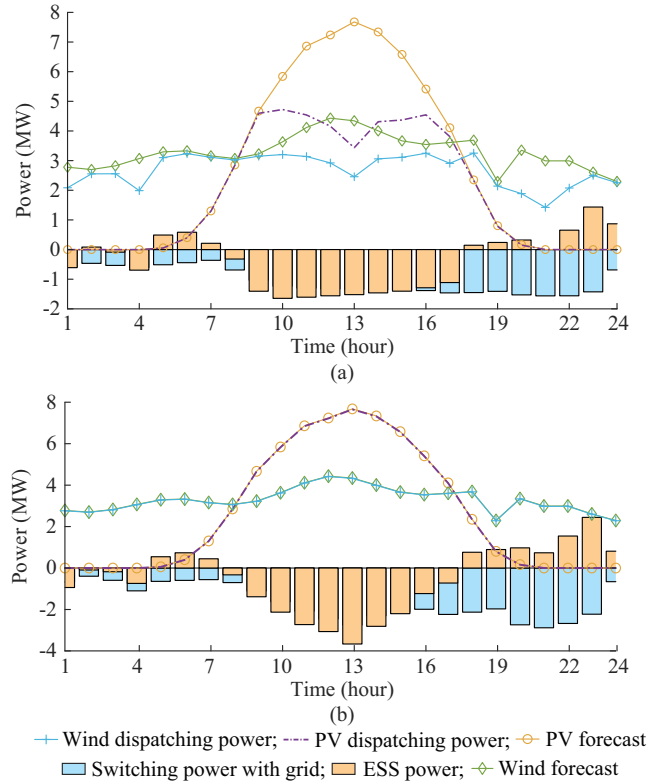 8
7
6
5
4
3
2
1
0
-1
-2
Power (MW)
1 4 7 10 13 16 19 22 24
Time (hour)
(a)
8
6
4
2
0
-2
-4
Power (MW)
1 4 7 10 13 16 19 22 24
Time (hour)
(b)
Wind dispatching power; PV dispatching power; PV forecast
Switching power with grid; ESS power; Wind forecast